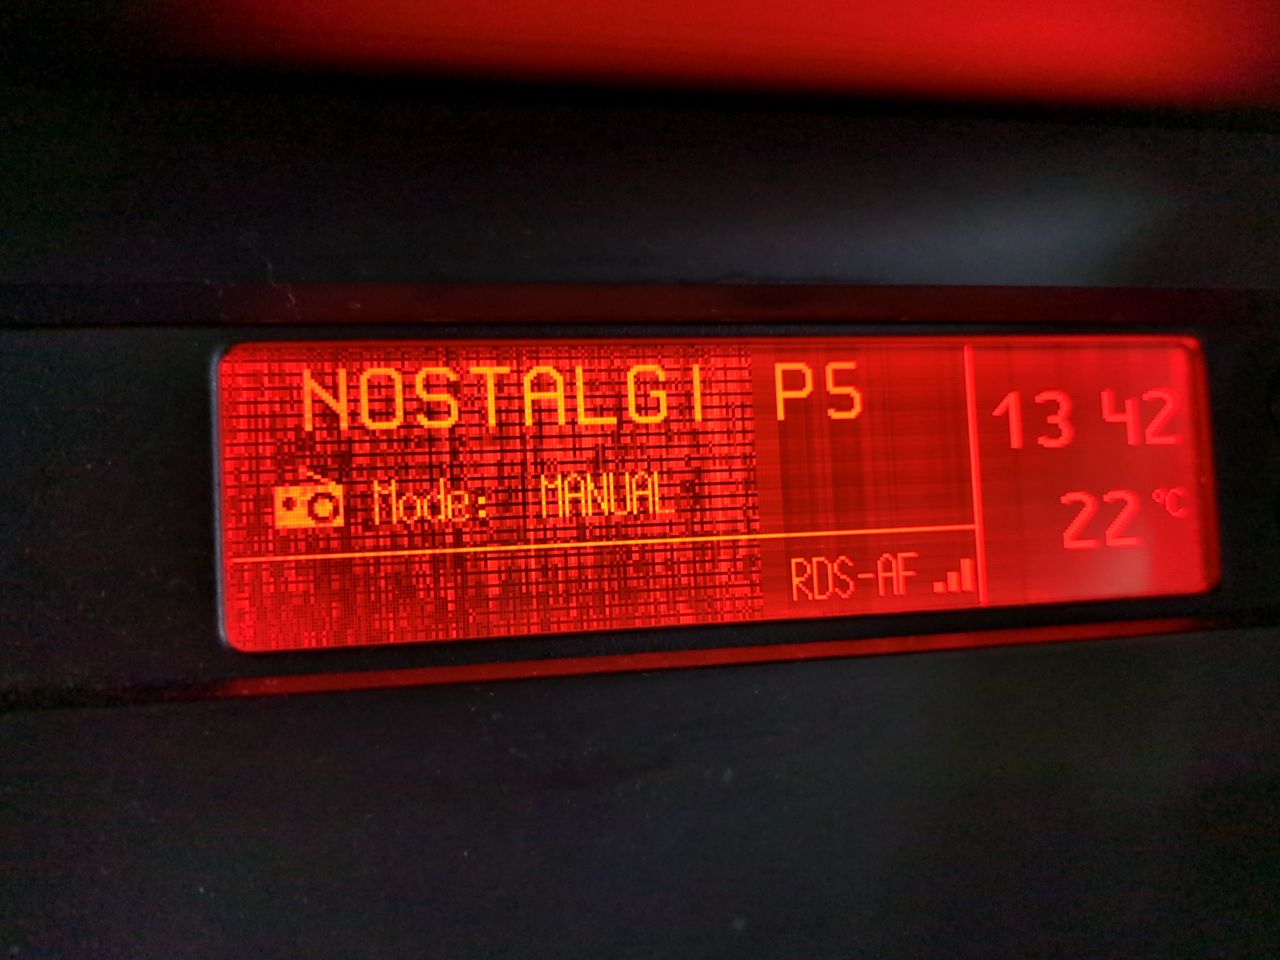 NOSTALGI P5
Mode: MANUAL
RDS-AF
13 42
22 °C